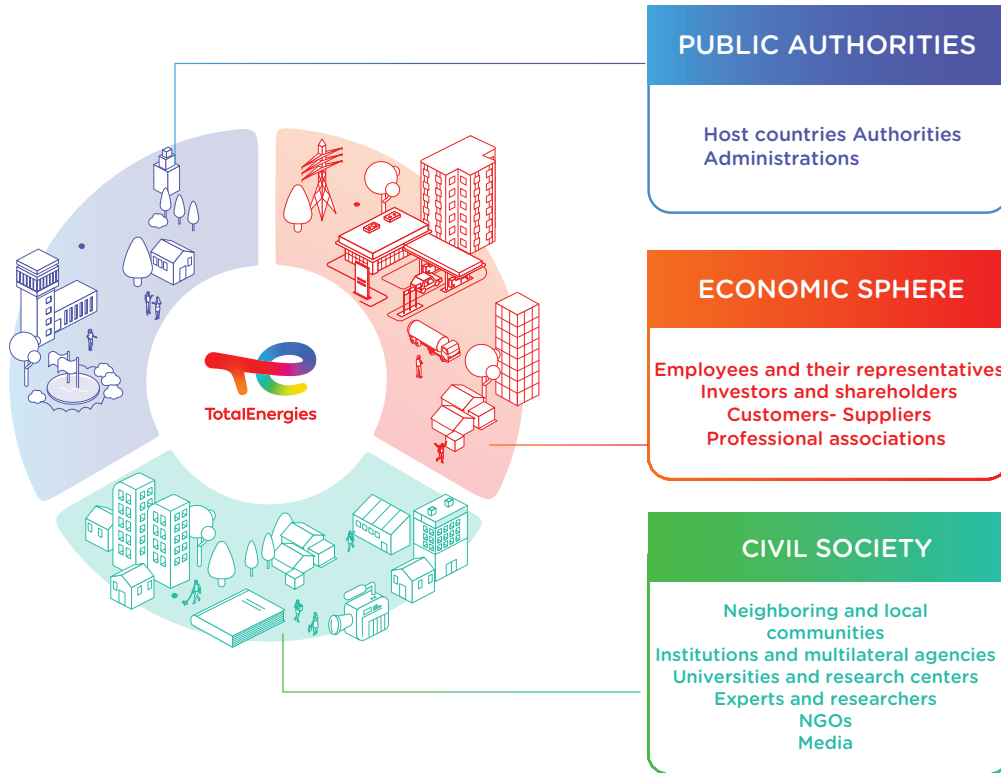 PUBLIC AUTHORITIES
Host countries Authorities
Administrations
TotalEnergies
ECONOMIC SPHERE
Employees and their representatives
Investors and shareholders
Customers- Suppliers
Professional associations
CIVIL SOCIETY
Neighboring and local
communities
Institutions and multilateral agencies
Universities and research centers
Experts and researchers
NGOs
Media